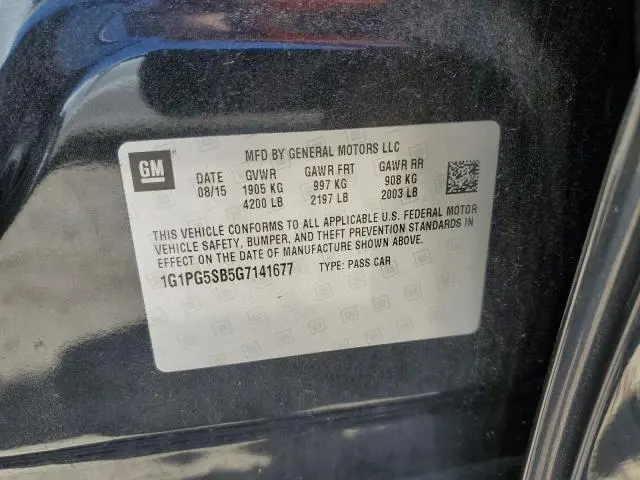 GM
MFD BY GENERAL MOTORS LLC
DATE GVWR GAWR FRT GAWR RR
08/15 1905 KG 997 KG 908 KG
4200 LB 2197 LB 2003 LB
THIS VEHICLE CONFORMS TO ALL APPLICABLE U.S. FEDERAL MOTOR
VEHICLE SAFETY, BUMPER, AND THEFT PREVENTION STANDARDS IN
EFFECT ON THE DATE OF MANUFACTURE SHOWN ABOVE.
1G1PG5SB5G7141677 TYPE: PASS CAR